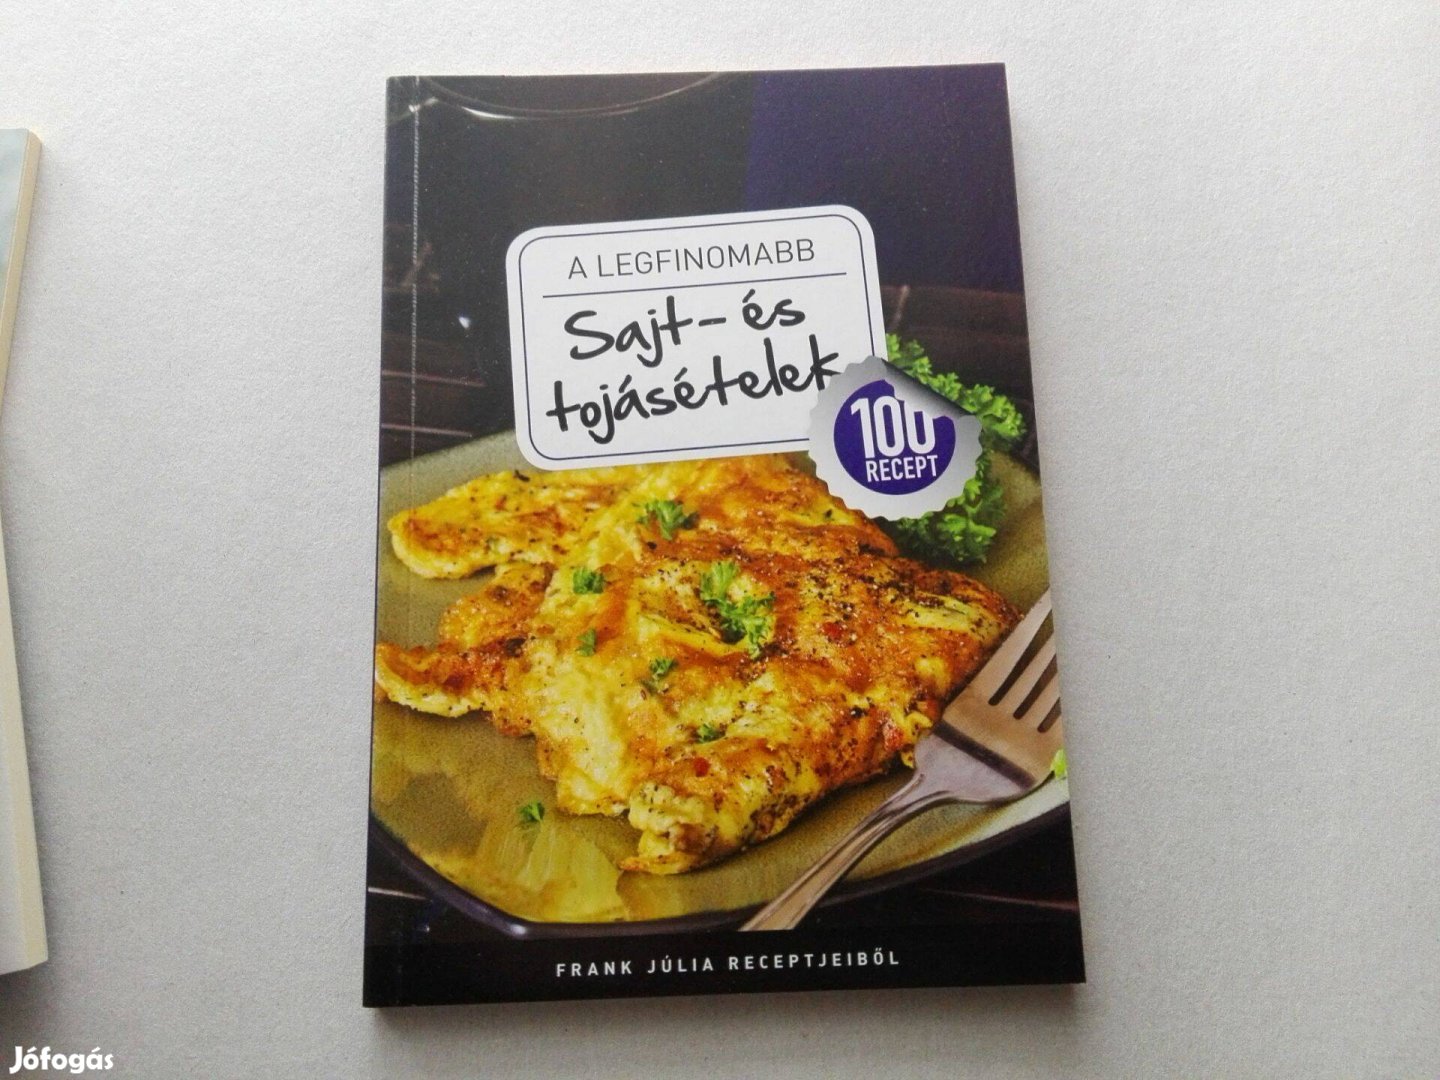 A LEGFINOMABB
Sajt- és
tojásételek
100
RECEPT
FRANK JÚLIA RECEPTJEIBŐL
Jófogás